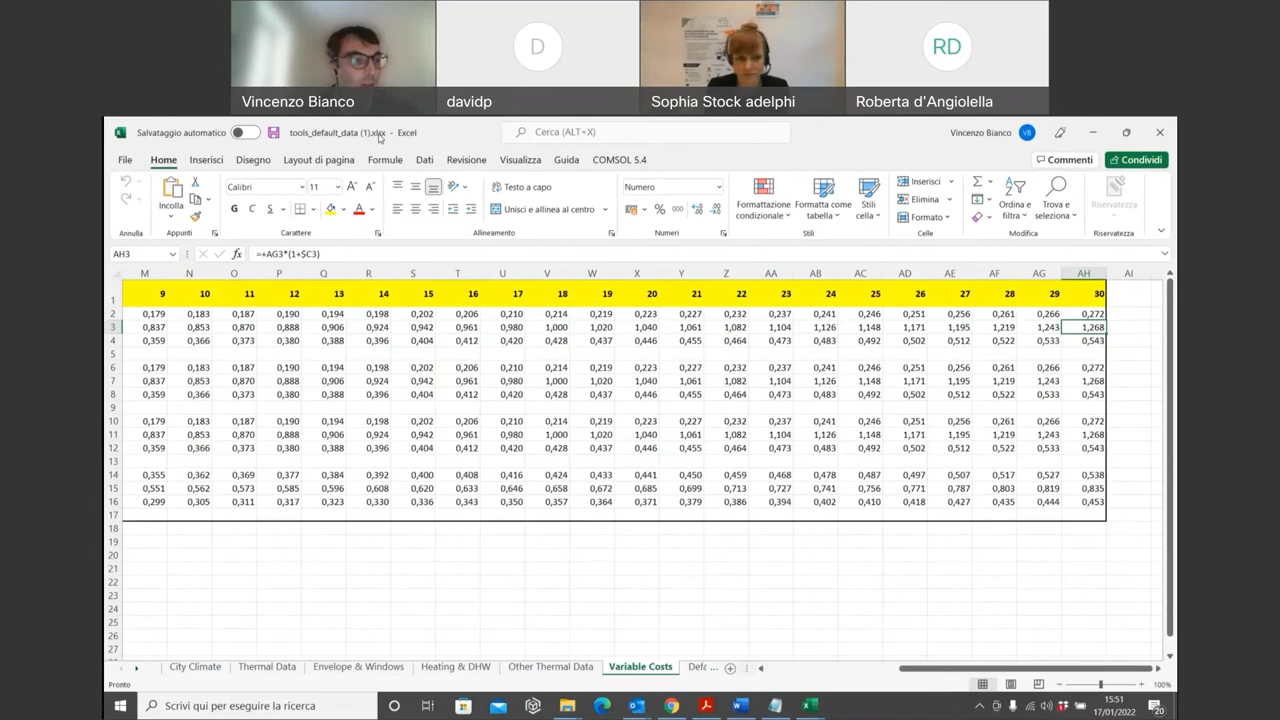 D
RD
Vincenzo Bianco
davidp
Sophia Stock adelphi
Roberta d'Angiolella
Salvataggio automatico
tools_default_data (1).xlsx - Excel
Cerca (ALT+X)
Vincenzo Bianco
VB
File Home Inserisci Disegno Layout di pagina Formule Dati Revisione Visualizza Guida COMSOL 5.4
Commenti
Condividi
Incolla
Calibri 11
Testo a capo
Numero
Unisci e allinea al centro
Formattazione condizionale
Formatta come tabella
Stili cella
Inserisci
Elimina
Formato
Ordina e filtra
Trova e seleziona
Riservatezza
Annulla Appunti Carattere Allineamento Numeri Stili Celle Modifica Riservatezza
AH3 fx =+AG3*(1+$C3)
M N O P Q R S T U V W X Y Z AA AB AC AD AE AF AG AH AI
1 9 10 11 12 13 14 15 16 17 18 19 20 21 22 23 24 25 26 27 28 29 30
2 0,179 0,183 0,187 0,190 0,194 0,198 0,202 0,206 0,210 0,214 0,219 0,223 0,227 0,232 0,237 0,241 0,246 0,251 0,256 0,261 0,266 0,272
3 0,837 0,853 0,870 0,888 0,906 0,924 0,942 0,961 0,980 1,000 1,020 1,040 1,061 1,082 1,104 1,126 1,148 1,171 1,195 1,219 1,243 1,268
4 0,359 0,366 0,373 0,380 0,388 0,396 0,404 0,412 0,420 0,428 0,437 0,446 0,455 0,464 0,473 0,483 0,492 0,502 0,512 0,522 0,533 0,543
5
6 0,179 0,183 0,187 0,190 0,194 0,198 0,202 0,206 0,210 0,214 0,219 0,223 0,227 0,232 0,237 0,241 0,246 0,251 0,256 0,261 0,266 0,272
7 0,837 0,853 0,870 0,888 0,906 0,924 0,942 0,961 0,980 1,000 1,020 1,040 1,061 1,082 1,104 1,126 1,148 1,171 1,195 1,219 1,243 1,268
8 0,359 0,366 0,373 0,380 0,388 0,396 0,404 0,412 0,420 0,428 0,437 0,446 0,455 0,464 0,473 0,483 0,492 0,502 0,512 0,522 0,533 0,543
9
10 0,179 0,183 0,187 0,190 0,194 0,198 0,202 0,206 0,210 0,214 0,219 0,223 0,227 0,232 0,237 0,241 0,246 0,251 0,256 0,261 0,266 0,272
11 0,837 0,853 0,870 0,888 0,906 0,924 0,942 0,961 0,980 1,000 1,020 1,040 1,061 1,082 1,104 1,126 1,148 1,171 1,195 1,219 1,243 1,268
12 0,359 0,366 0,373 0,380 0,388 0,396 0,404 0,412 0,420 0,428 0,437 0,446 0,455 0,464 0,473 0,483 0,492 0,502 0,512 0,522 0,533 0,543
13
14 0,355 0,362 0,369 0,377 0,384 0,392 0,400 0,408 0,416 0,424 0,433 0,441 0,450 0,459 0,468 0,478 0,487 0,497 0,507 0,517 0,527 0,538
15 0,551 0,562 0,573 0,585 0,596 0,608 0,620 0,633 0,646 0,658 0,672 0,685 0,699 0,713 0,727 0,741 0,756 0,771 0,787 0,803 0,819 0,835
16 0,299 0,305 0,311 0,317 0,323 0,330 0,336 0,343 0,350 0,357 0,364 0,371 0,379 0,386 0,394 0,402 0,410 0,418 0,427 0,435 0,444 0,453
17
18
19
20
21
22
23
24
25
26
27
City Climate Thermal Data Envelope & Windows Heating & DHW Other Thermal Data Variable Costs Defa ...
Pronto
100%
Scrivi qui per eseguire la ricerca
15:51
17/01/2022
20